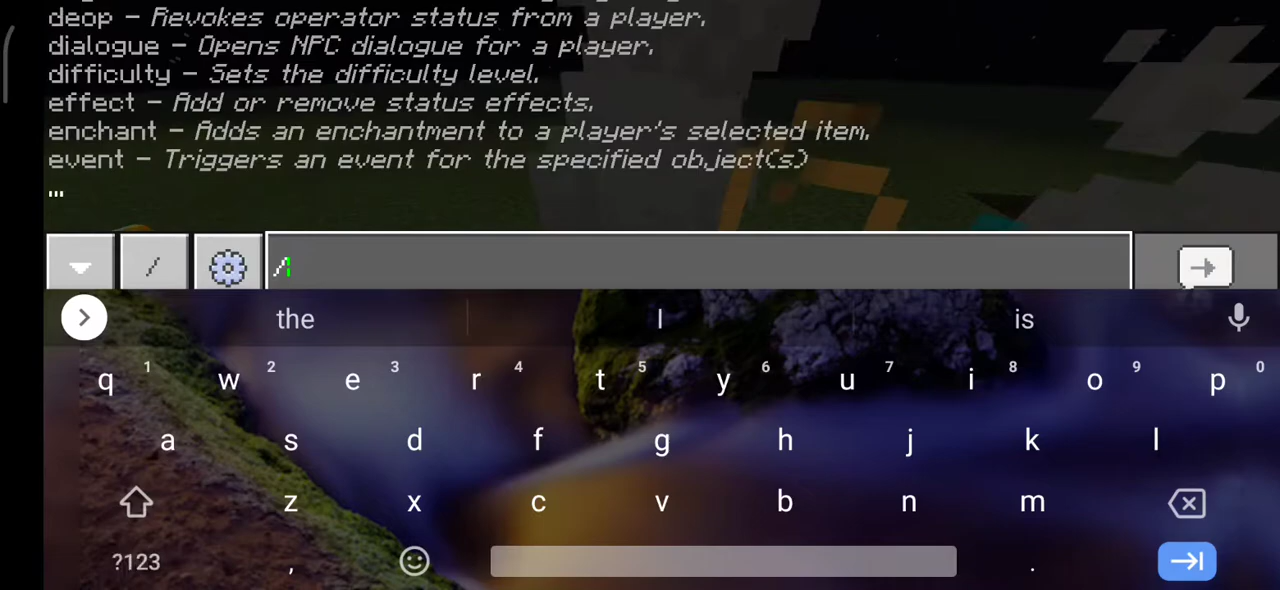 deop – Revokes operator status from a player.
dialogue – Opens NPC dialogue for a player.
difficulty – Sets the difficulty level.
effect – Add or remove status effects.
enchant – Adds an enchantment to a player's selected item.
event – Triggers an event for the specified object(s)
...
/ /
the I is
1 2 3 4 5 6 7 8 9 0
q w e r t y u i o p
a s d f g h j k l
z x c v b n m
?123 , .